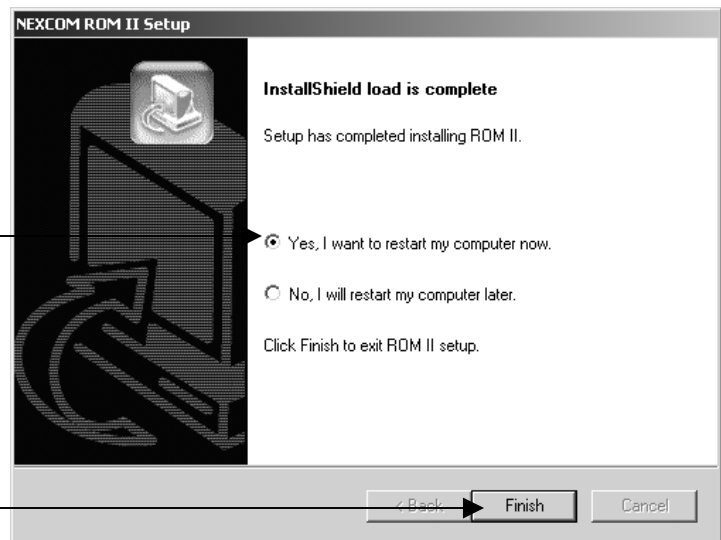 NEXCOM ROM II Setup
InstallShield load is complete
Setup has completed installing ROM II.
Yes, I want to restart my computer now.
No, I will restart my computer later.
Click Finish to exit ROM II setup.
< Back
Finish
Cancel